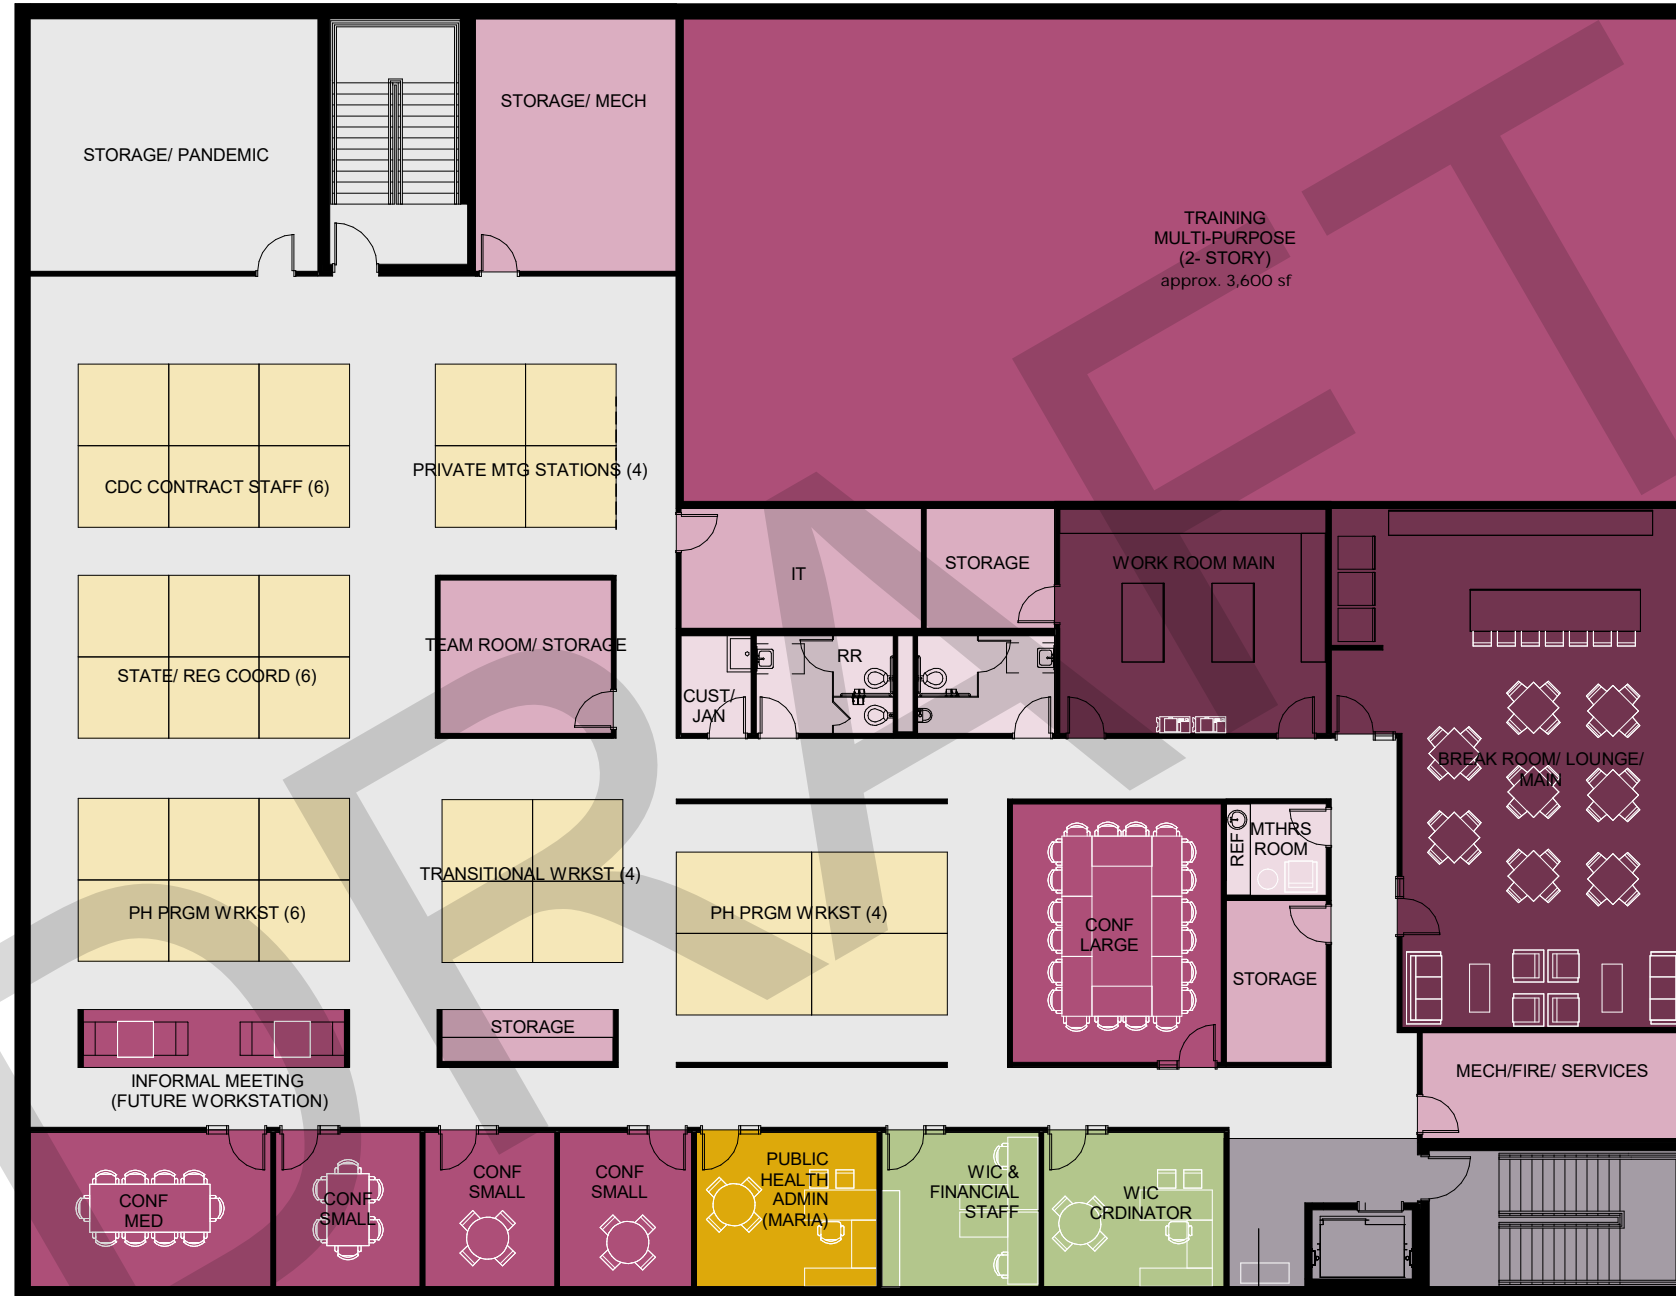 STORAGE/ PANDEMIC
STORAGE/ MECH
TRAINING
MULTI-PURPOSE
(2- STORY)
approx. 3,600 sf
CDC CONTRACT STAFF (6)
PRIVATE MTG STATIONS (4)
IT
STORAGE
WORK ROOM MAIN
STATE/ REG COORD (6)
TEAM ROOM/ STORAGE
CUST/
JAN
RR
BREAK ROOM/ LOUNGE/
MAIN
PH PRGM WRKST (6)
TRANSITIONAL WRKST (4)
PH PRGM WRKST (4)
CONF
LARGE
REF
MTHRS
ROOM
STORAGE
STORAGE
INFORMAL MEETING
(FUTURE WORKSTATION)
MECH/FIRE/ SERVICES
CONF
MED
CONF
SMALL
CONF
SMALL
CONF
SMALL
PUBLIC
HEALTH
ADMIN
(MARIA)
WIC &
FINANCIAL
STAFF
WIC
CRDINATOR
DRAFT